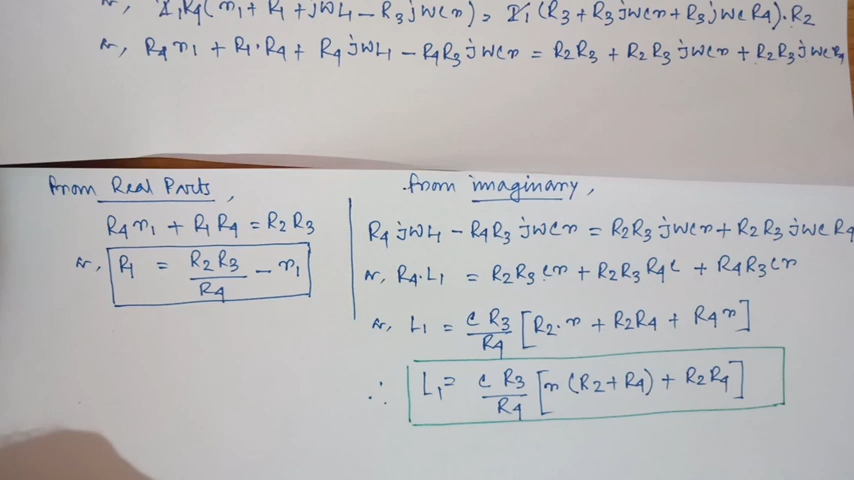 or, I₁R₄(r₁ + R₁ + jωL₁ − R₃jωcr) = I₁(R₃ + R₃jωcr + R₃jωcR₄).R₂
or, R₄r₁ + R₁.R₄ + R₄jωL₁ − R₄R₃jωcr = R₂R₃ + R₂R₃jωcr + R₂R₃jωcR₄
from Real Parts,
R₄r₁ + R₁R₄ = R₂R₃
or, R₁ = R₂R₃/R₄ − r₁
from imaginary,
R₄jωL₁ − R₄R₃jωcr = R₂R₃jωcr + R₂R₃jωcR₄
or, R₄.L₁ = R₂R₃cr + R₂R₃R₄c + R₄R₃cr
or, L₁ = cR₃/R₄ [R₂.r + R₂R₄ + R₄r]
∴ L₁ = cR₃/R₄ [r(R₂+R₄) + R₂R₄]